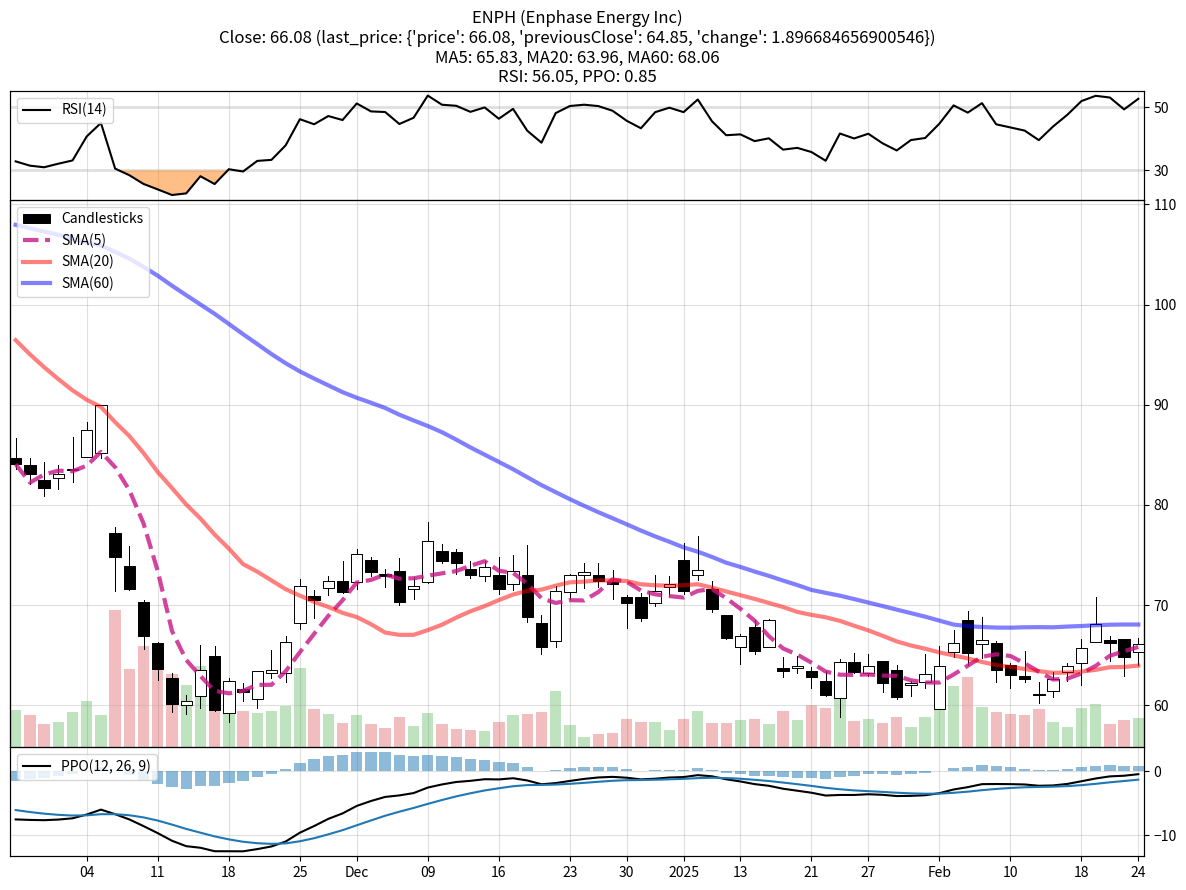 ENPH (Enphase Energy Inc)
Close: 66.08 (last_price: {'price': 66.08, 'previousClose': 64.85, 'change': 1.896684656900546})
MA5: 65.83, MA20: 63.96, MA60: 68.06
RSI: 56.05, PPO: 0.85
RSI(14)
50
30
Candlesticks
SMA(5)
SMA(20)
SMA(60)
110
100
90
80
70
60
PPO(12, 26, 9)
0
−10
04 11 18 25 Dec 09 16 23 30 2025 13 21 27 Feb 10 18 24